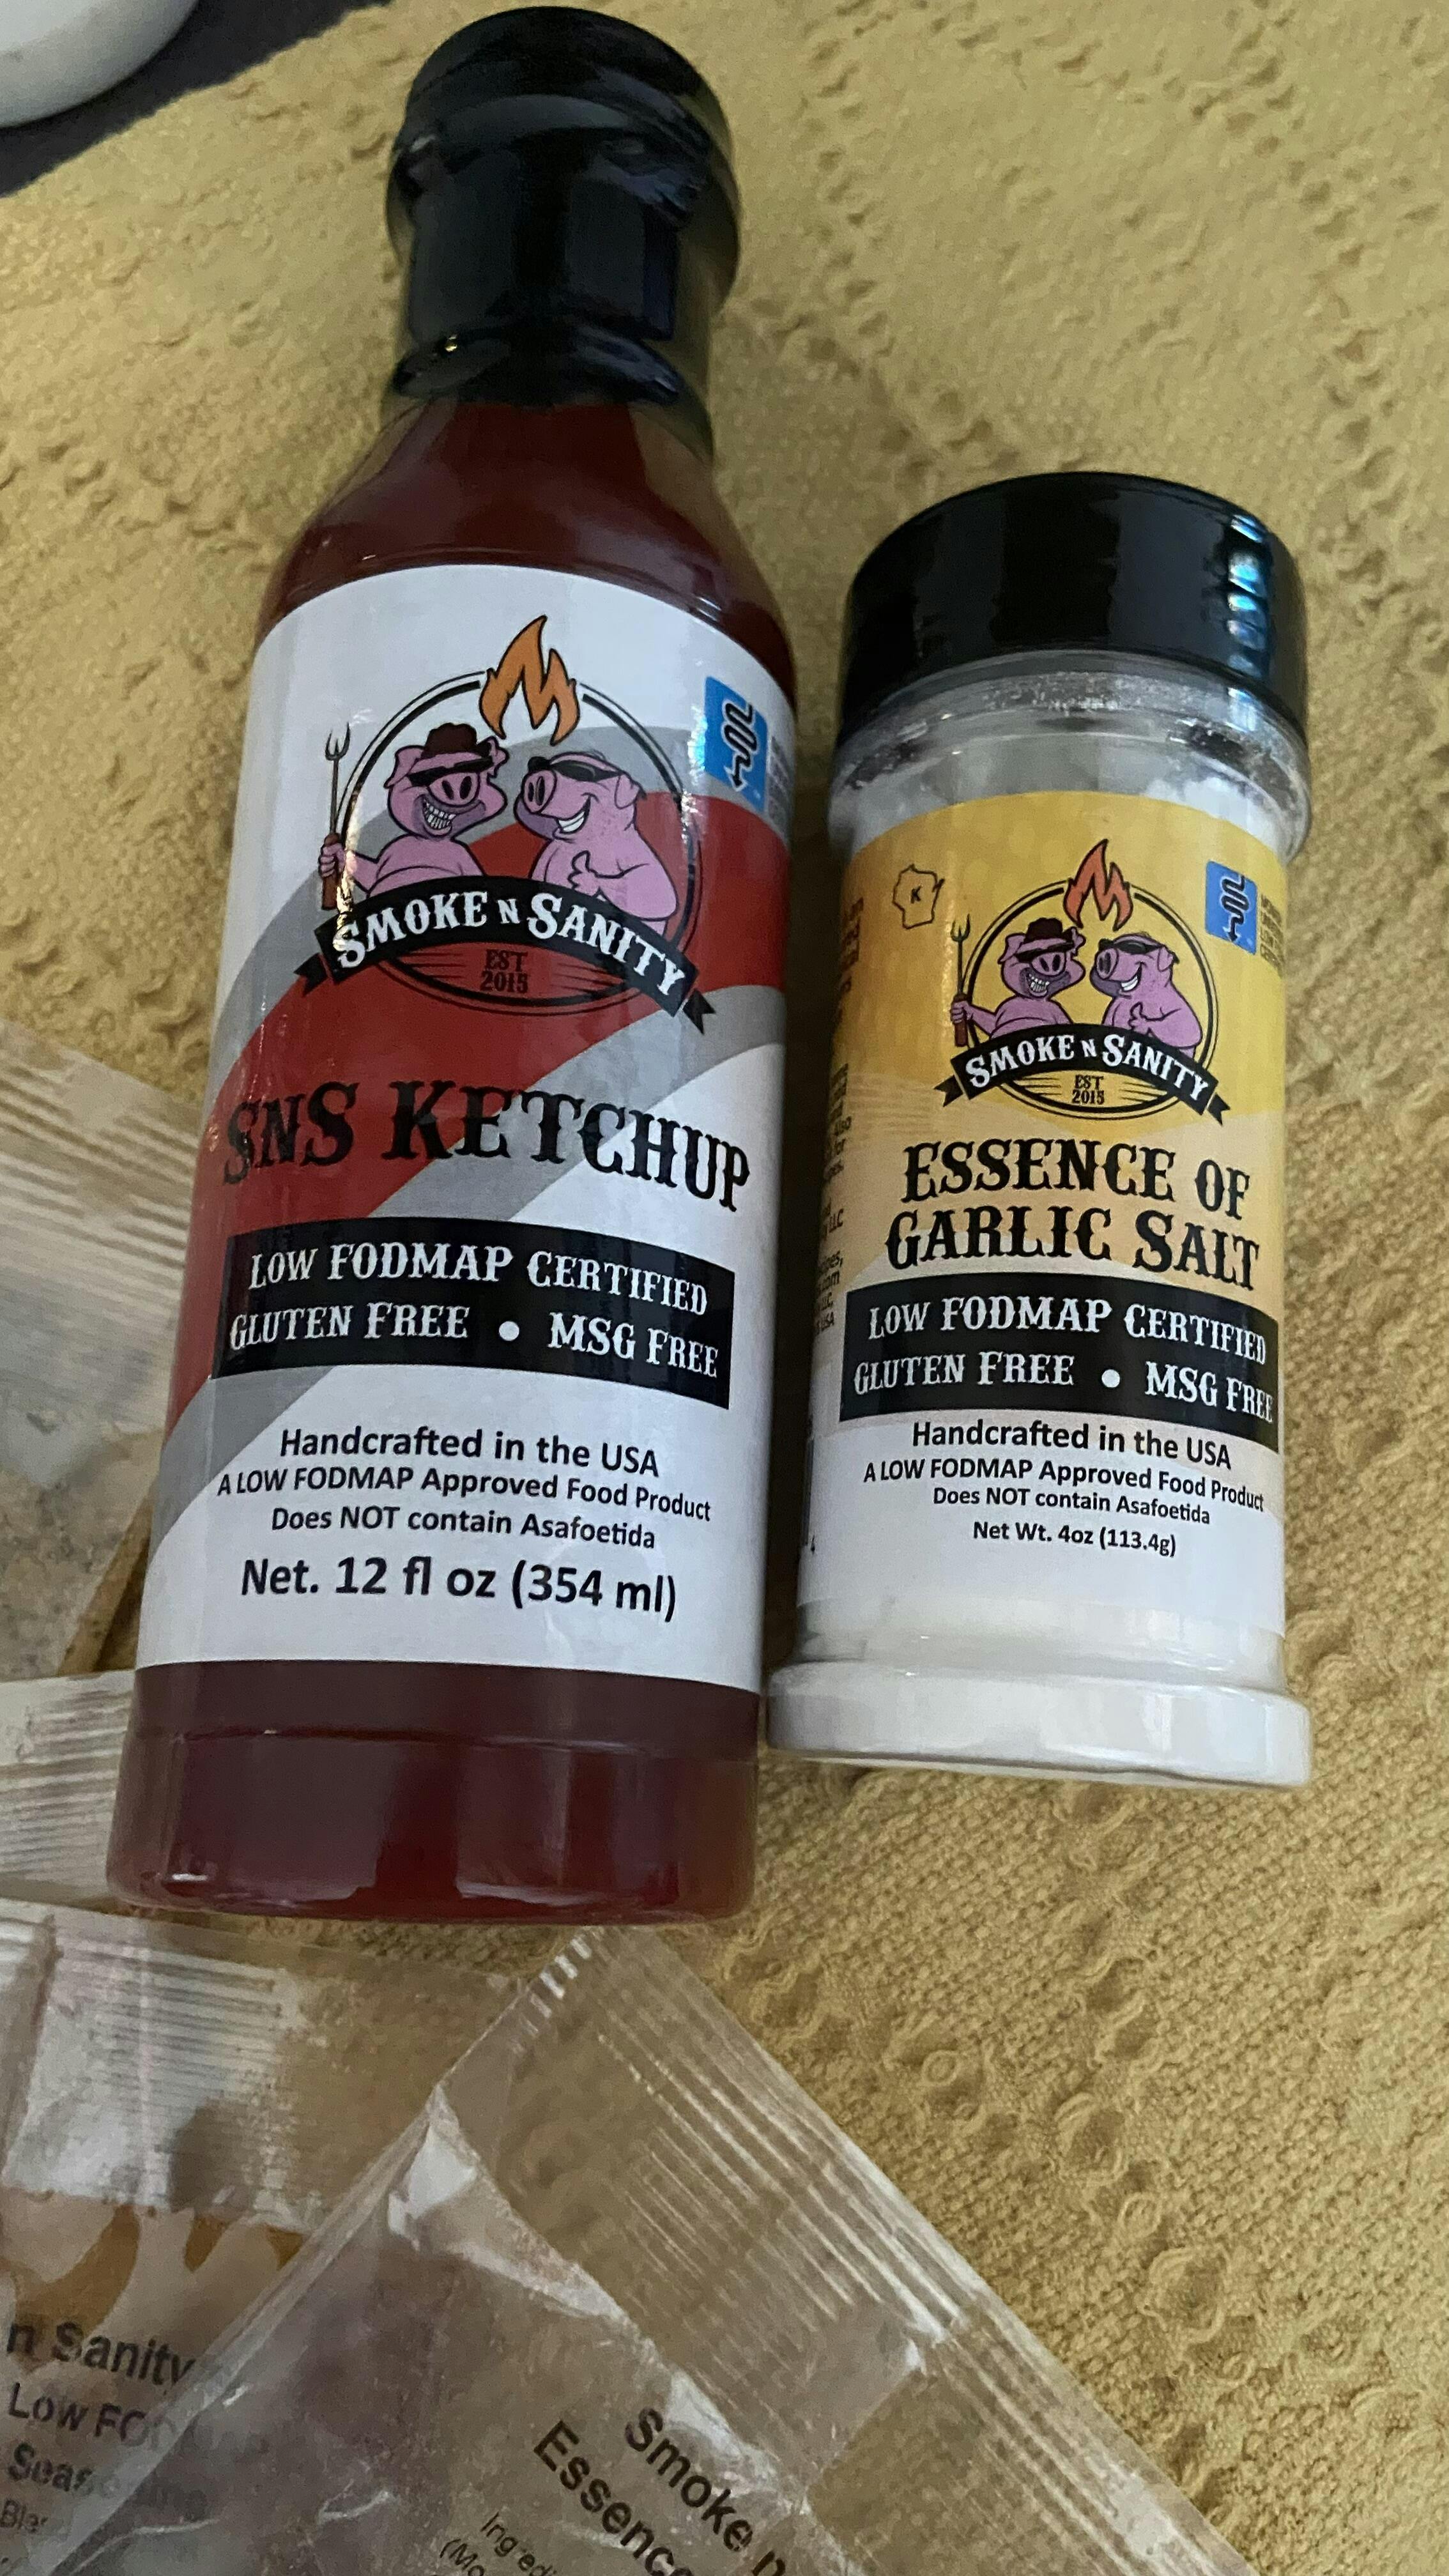 SMOKE N SANITY
EST
2015
SNS KETCHUP
LOW FODMAP CERTIFIED
GLUTEN FREE • MSG FREE
Handcrafted in the USA
A LOW FODMAP Approved Food Product
Does NOT contain Asafoetida
Net. 12 fl oz (354 ml)
K
SMOKE N SANITY
EST
2015
ESSENCE OF
GARLIC SALT
LOW FODMAP CERTIFIED
GLUTEN FREE • MSG FREE
Handcrafted in the USA
A LOW FODMAP Approved Food Product
Does NOT contain Asafoetida
Net Wt. 4oz (113.4g)
n Sanity
Low FO
Smoke n
Essence